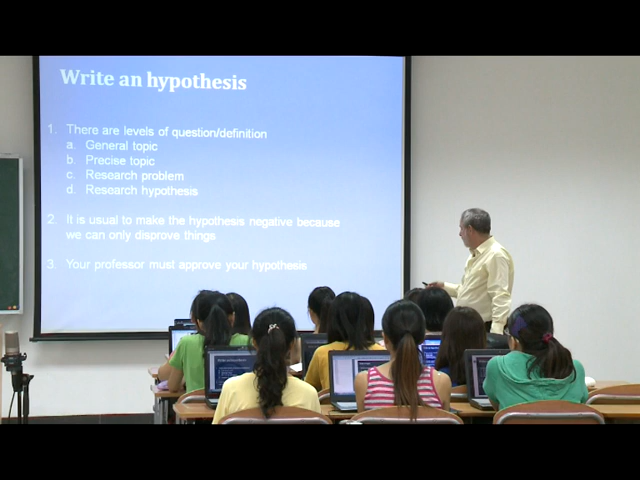 Write an hypothesis
1. There are levels of question/definition
a. General topic
b. Precise topic
c. Research problem
d. Research hypothesis
2. It is usual to make the hypothesis negative because
we can only disprove things
3. Your professor must approve your hypothesis